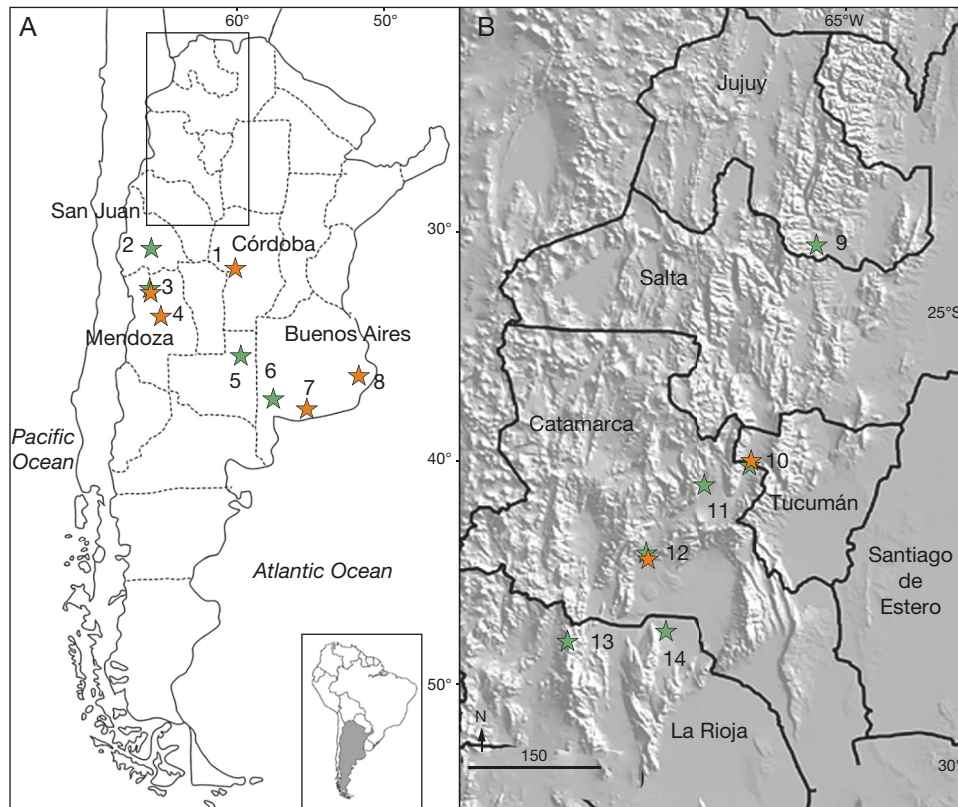 A
60°
50°
San Juan
2
1
Córdoba
30°
3
4
Mendoza
Buenos Aires
5
6
7
8
Pacific
Ocean
40°
Atlantic Ocean
50°
B
65°W
Jujuy
9
Salta
25°S
Catamarca
10
11
Tucumán
12
Santiago
de
Estero
13
14
La Rioja
N
150
30°